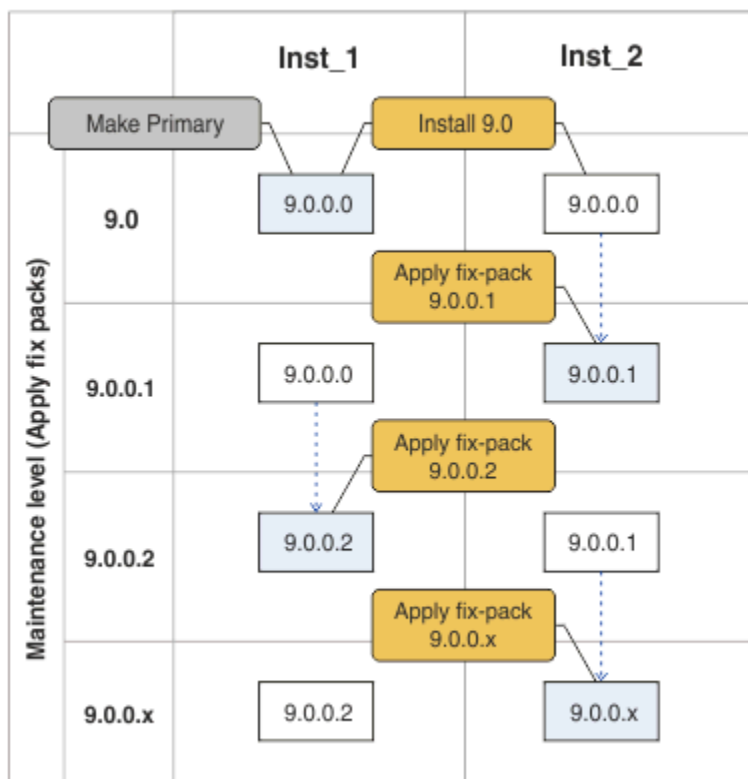 Inst_1
Inst_2
Make Primary
Install 9.0
9.0
9.0.0.0
9.0.0.0
Apply fix-pack
9.0.0.1
9.0.0.1
9.0.0.0
9.0.0.1
Apply fix-pack
9.0.0.2
9.0.0.2
9.0.0.2
9.0.0.1
Apply fix-pack
9.0.0.x
9.0.0.x
9.0.0.2
9.0.0.x
Maintenance level (Apply fix packs)